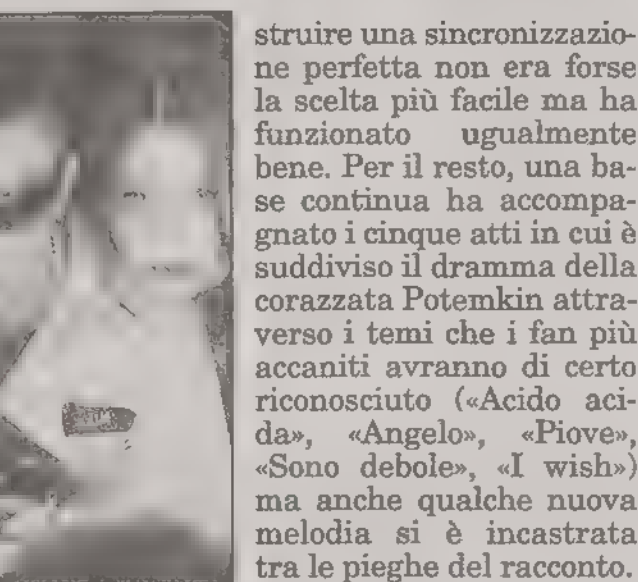 struire una sincronizzazio-
ne perfetta non era forse
la scelta più facile ma ha
funzionato ugualmente
bene. Per il resto, una ba-
se continua ha accompa-
gnato i cinque atti in cui è
suddiviso il dramma della
corazzata Potemkin attra-
verso i temi che i fan più
accaniti avranno di certo
riconosciuto («Acido aci-
da», «Angelo», «Piove»,
«Sono debole», «I wish»)
ma anche qualche nuova
melodia si è incastrata
tra le pieghe del racconto.